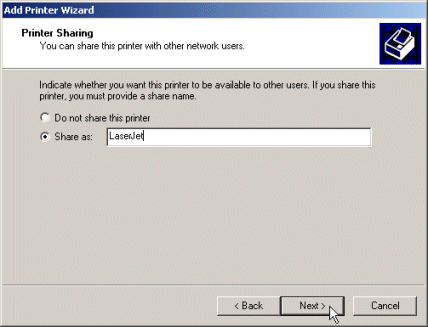 Add Printer Wizard
Printer Sharing
You can share this printer with other network users.
Indicate whether you want this printer to be available to other users. If you share this
printer, you must provide a share name.
Do not share this printer
Share as: LaserJet
< Back Next > Cancel